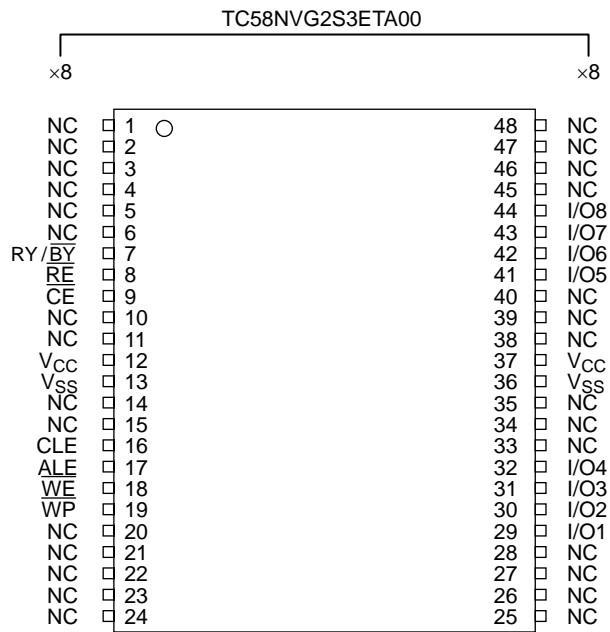 TC58NVG2S3ETA00
×8 ×8
NC 1 48 NC
NC 2 47 NC
NC 3 46 NC
NC 4 45 NC
NC 5 44 I/O8
NC 6 43 I/O7
RY/B̅Y̅ 7 42 I/O6
R̅E̅ 8 41 I/O5
C̅E̅ 9 40 NC
NC 10 39 NC
NC 11 38 NC
VCC 12 37 VCC
VSS 13 36 VSS
NC 14 35 NC
NC 15 34 NC
CLE 16 33 NC
ALE 17 32 I/O4
W̅E̅ 18 31 I/O3
W̅P̅ 19 30 I/O2
NC 20 29 I/O1
NC 21 28 NC
NC 22 27 NC
NC 23 26 NC
NC 24 25 NC